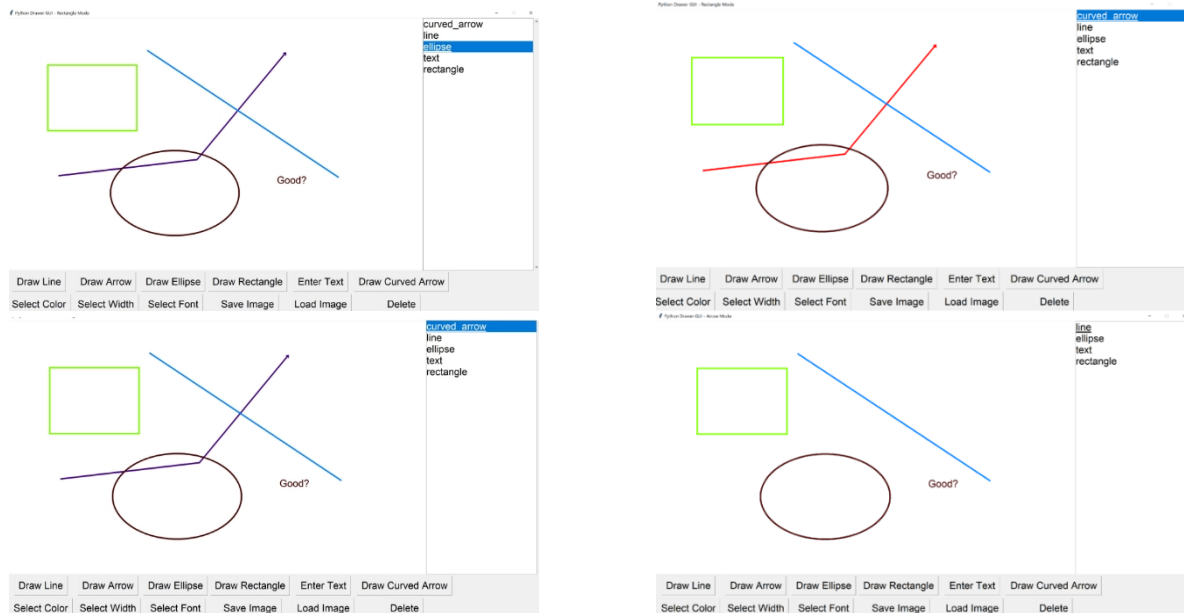 Python Drawer GUI - Rectangle Mode
curved_arrow
line
ellipse
text
rectangle
Good?
Draw Line Draw Arrow Draw Ellipse Draw Rectangle Enter Text Draw Curved Arrow
Select Color Select Width Select Font Save Image Load Image Delete
Python Drawer GUI - Rectangle Mode
curved_arrow
line
ellipse
text
rectangle
Good?
Draw Line Draw Arrow Draw Ellipse Draw Rectangle Enter Text Draw Curved Arrow
Select Color Select Width Select Font Save Image Load Image Delete
curved_arrow
line
ellipse
text
rectangle
Good?
Draw Line Draw Arrow Draw Ellipse Draw Rectangle Enter Text Draw Curved Arrow
Select Color Select Width Select Font Save Image Load Image Delete
Python Drawer GUI - Arrow Mode
line
ellipse
text
rectangle
Good?
Draw Line Draw Arrow Draw Ellipse Draw Rectangle Enter Text Draw Curved Arrow
Select Color Select Width Select Font Save Image Load Image Delete